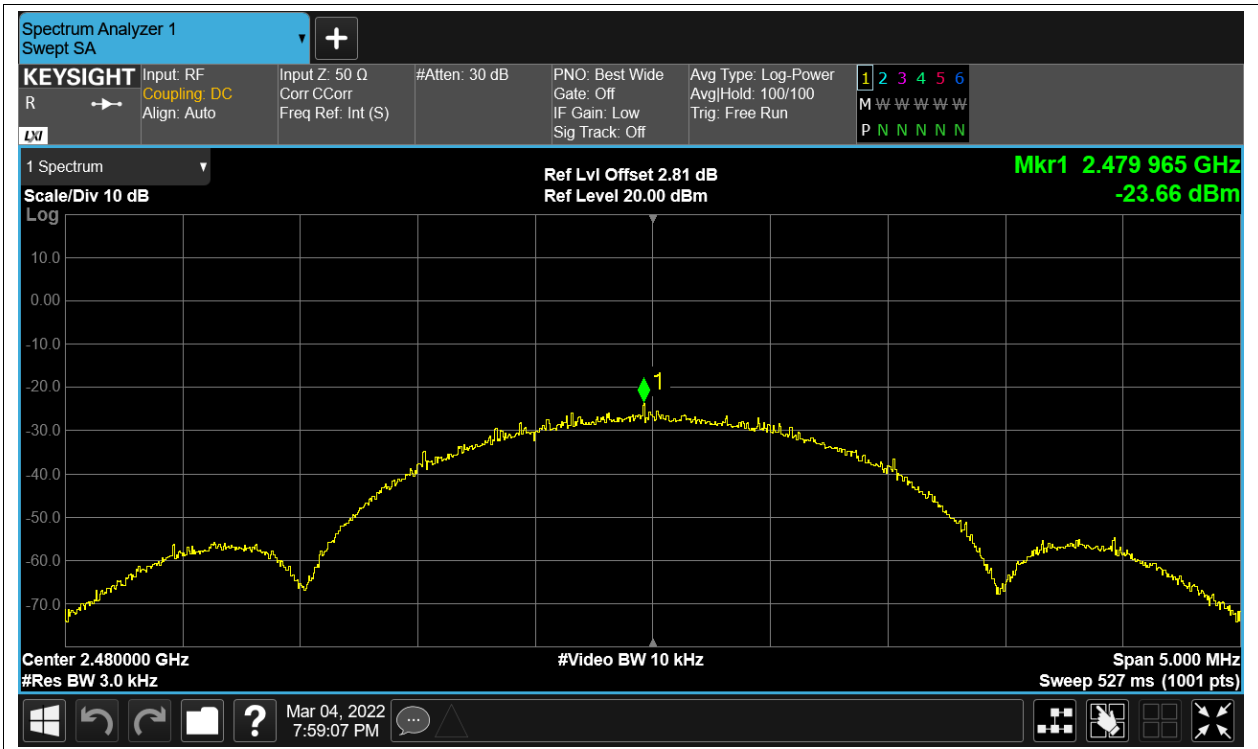 Spectrum Analyzer 1
Swept SA
KEYSIGHT
R
LXI
Input: RF
Coupling: DC
Align: Auto
Input Z: 50 Ω
Corr CCorr
Freq Ref: Int (S)
#Atten: 30 dB
PNO: Best Wide
Gate: Off
IF Gain: Low
Sig Track: Off
Avg Type: Log-Power
Avg|Hold: 100/100
Trig: Free Run
1 2 3 4 5 6
M W W W W W
P N N N N N
1 Spectrum
Scale/Div 10 dB
Ref Lvl Offset 2.81 dB
Ref Level 20.00 dBm
Mkr1 2.479 965 GHz
-23.66 dBm
Log
10.0
0.00
-10.0
-20.0
-30.0
-40.0
-50.0
-60.0
-70.0
1
Center 2.480000 GHz
#Res BW 3.0 kHz
#Video BW 10 kHz
Span 5.000 MHz
Sweep 527 ms (1001 pts)
?
Mar 04, 2022
7:59:07 PM